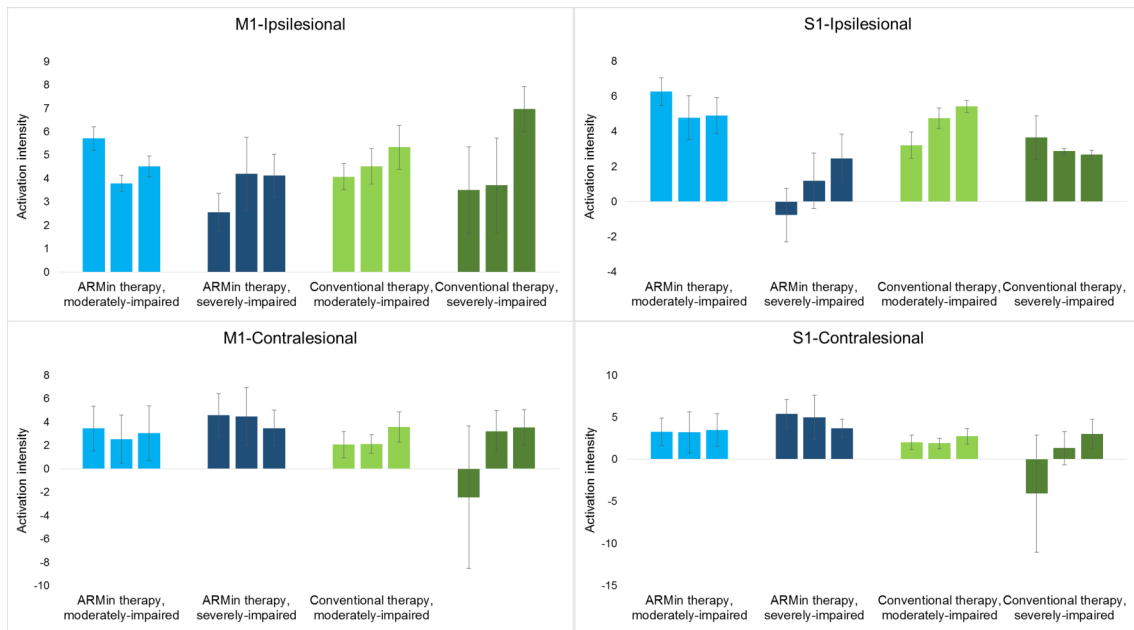 M1-Ipsilesional
Activation intensity
9
8
7
6
5
4
3
2
1
0
ARMin therapy, moderately-impaired
ARMin therapy, severely-impaired
Conventional therapy, moderately-impaired
Conventional therapy, severely-impaired
S1-Ipsilesional
Activation intensity
8
6
4
2
0
-2
-4
ARMin therapy, moderately-impaired
ARMin therapy, severely-impaired
Conventional therapy, moderately-impaired
Conventional therapy, severely-impaired
M1-Contralesional
Activation intensity
8
6
4
2
0
-2
-4
-6
-8
-10
ARMin therapy, moderately-impaired
ARMin therapy, severely-impaired
Conventional therapy, moderately-impaired
S1-Contralesional
Activation intensity
10
5
0
-5
-10
-15
ARMin therapy, moderately-impaired
ARMin therapy, severely-impaired
Conventional therapy, moderately-impaired
Conventional therapy, severely-impaired